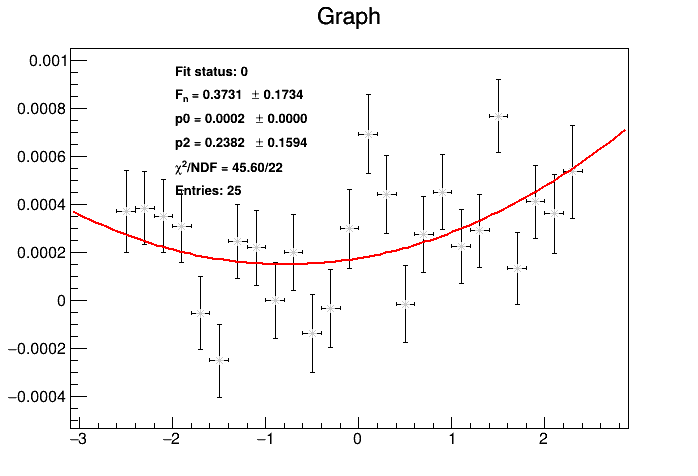 Graph
0.001
0.0008
0.0006
0.0004
0.0002
0
−0.0002
−0.0004
Fit status: 0
Fn = 0.3731 ± 0.1734
p0 = 0.0002 ± 0.0000
p2 = 0.2382 ± 0.1594
χ²/NDF = 45.60/22
Entries: 25
−3 −2 −1 0 1 2